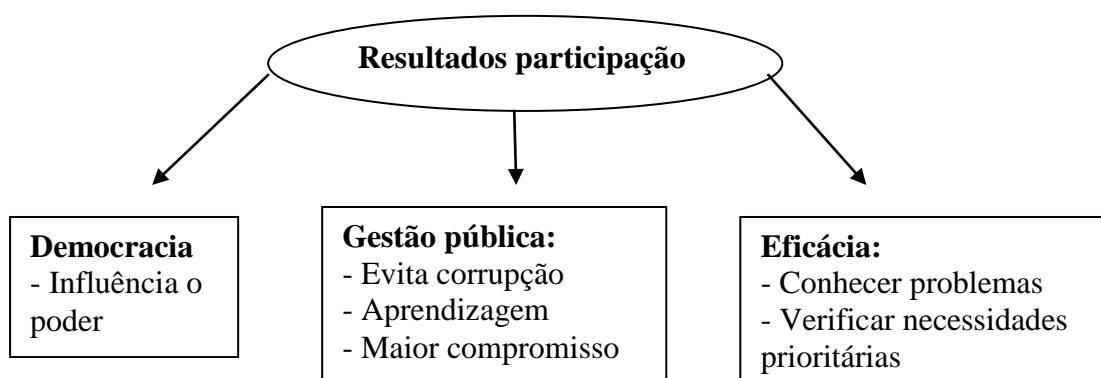 Resultados participação
Democracia
- Influência o
poder
Gestão pública:
- Evita corrupção
- Aprendizagem
- Maior compromisso
Eficácia:
- Conhecer problemas
- Verificar necessidades
prioritárias